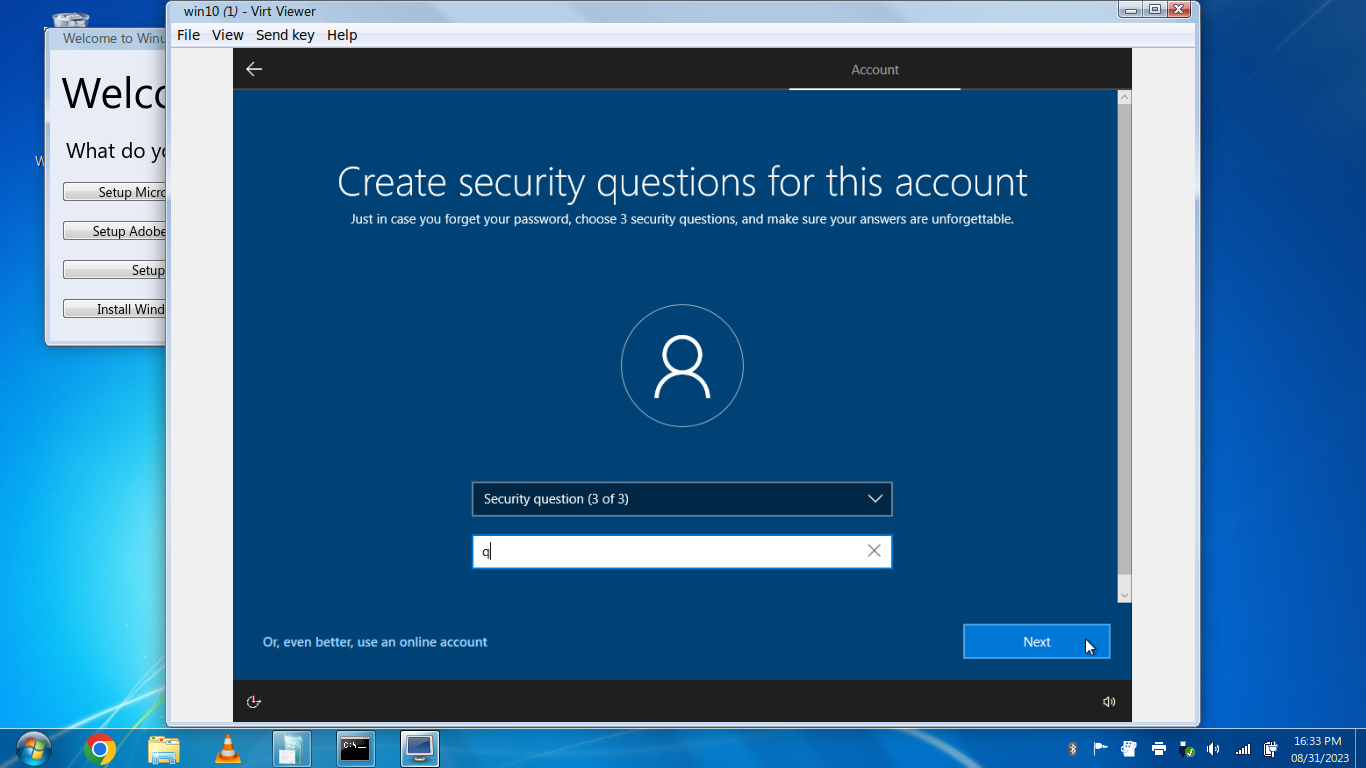 win10 (1) - Virt Viewer
File View Send key Help
Welcome to Winu
Welco
What do yo
W
Setup Micro
Setup Adobe
Setup
Install Wind
Account
Create security questions for this account
Just in case you forget your password, choose 3 security questions, and make sure your answers are unforgettable.
Security question (3 of 3)
q
Or, even better, use an online account
Next
C:\
16:33 PM
08/31/2023